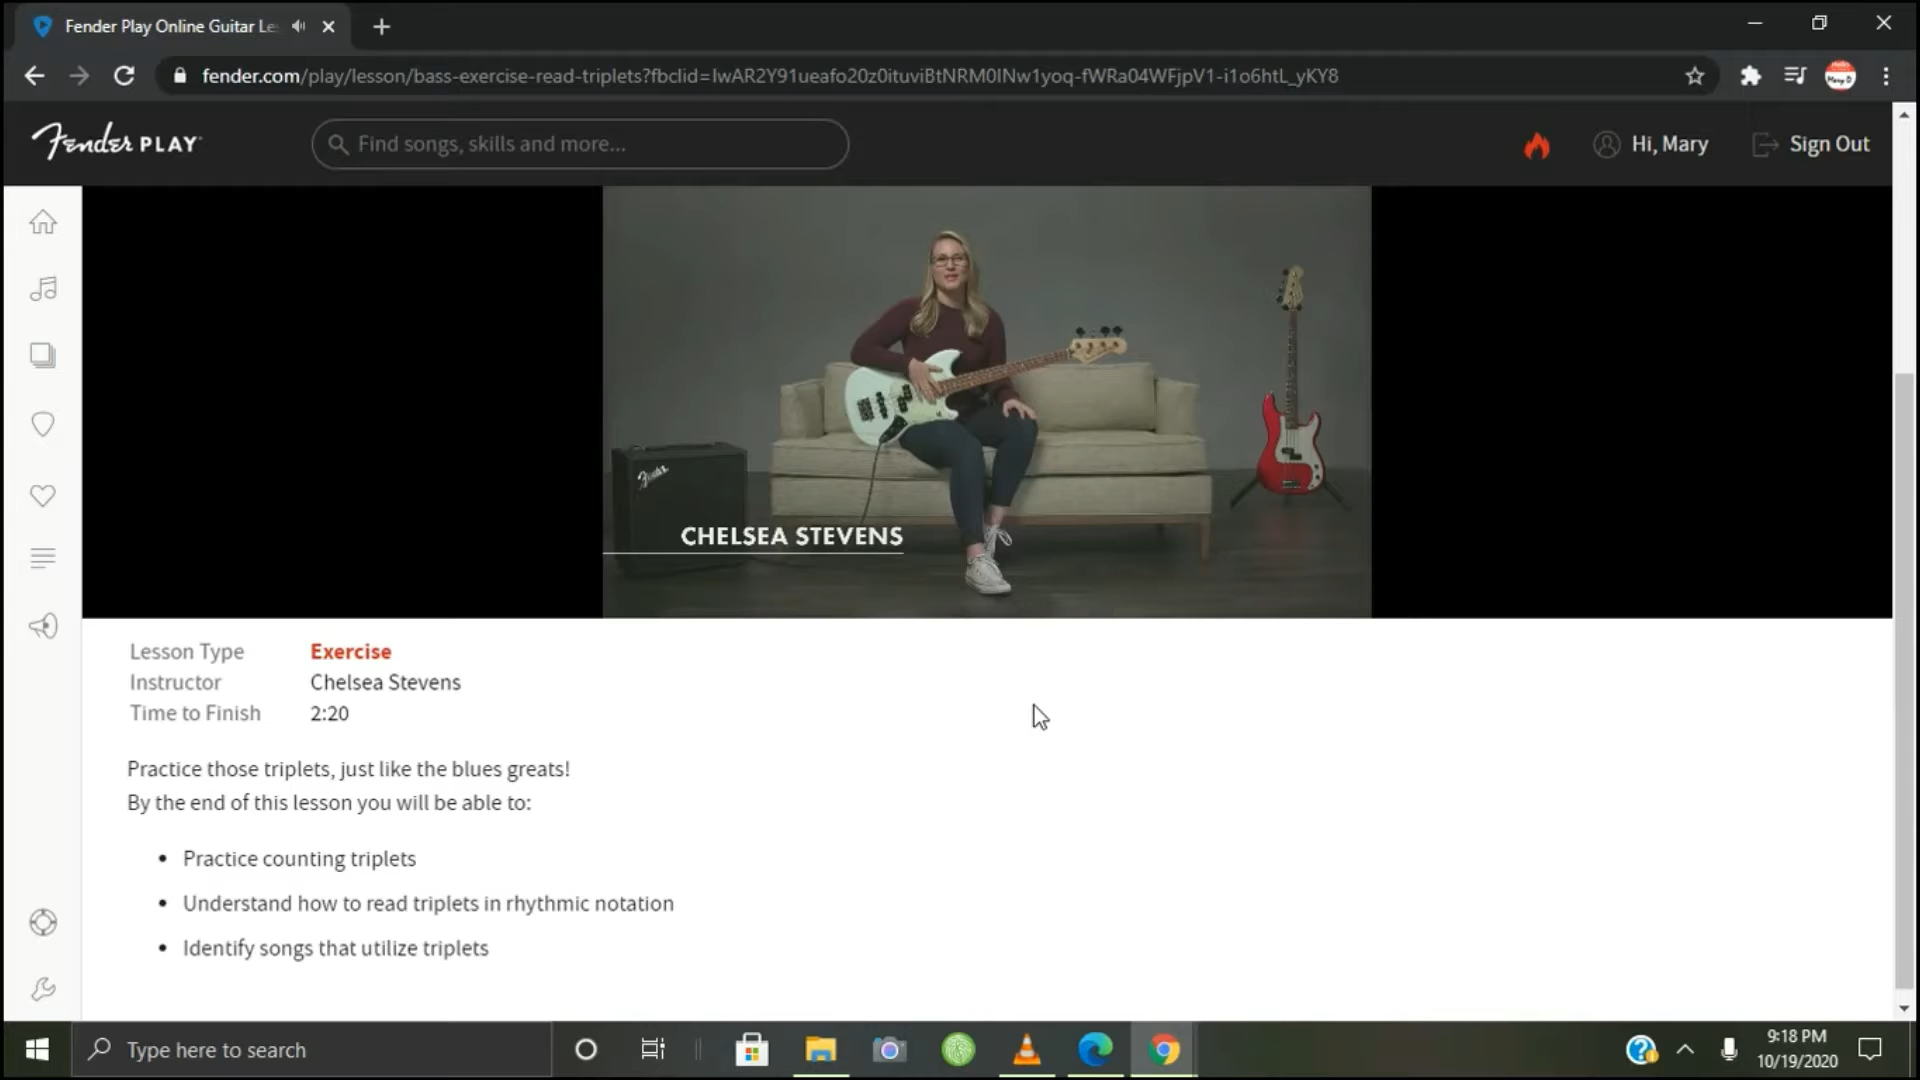 Fender Play Online Guitar Le
fender.com/play/lesson/bass-exercise-read-triplets?fbclid=IwAR2Y91ueafo20z0ituviBtNRM0INw1yoq-fWRa04WFjpV1-i1o6htL_yKY8
Fender PLAY
Find songs, skills and more...
Hi, Mary
Sign Out
Fender
CHELSEA STEVENS
Lesson Type Exercise
Instructor Chelsea Stevens
Time to Finish 2:20
Practice those triplets, just like the blues greats!
By the end of this lesson you will be able to:
• Practice counting triplets
• Understand how to read triplets in rhythmic notation
• Identify songs that utilize triplets
Type here to search
9:18 PM
10/19/2020